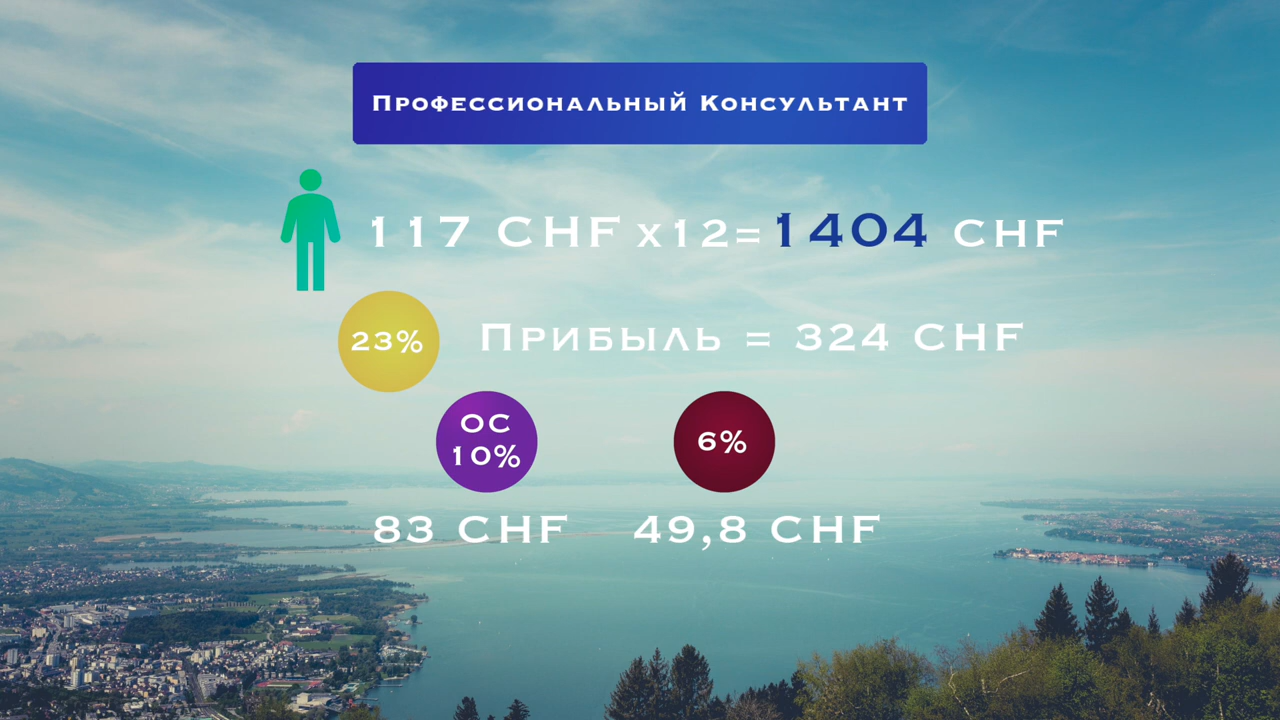 Профессиональный Консультант
117 CHF x12=1404 CHF
23% Прибыль = 324 CHF
ОС
10%
6%
83 CHF 49,8 CHF